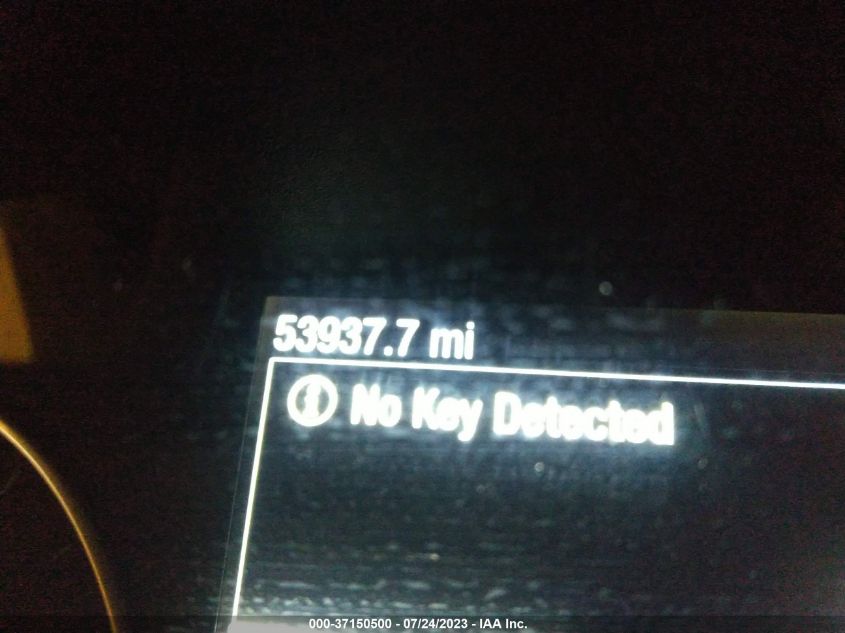 53937.7 mi
No Key Detected
000-37150500 - 07/24/2023 - IAA Inc.